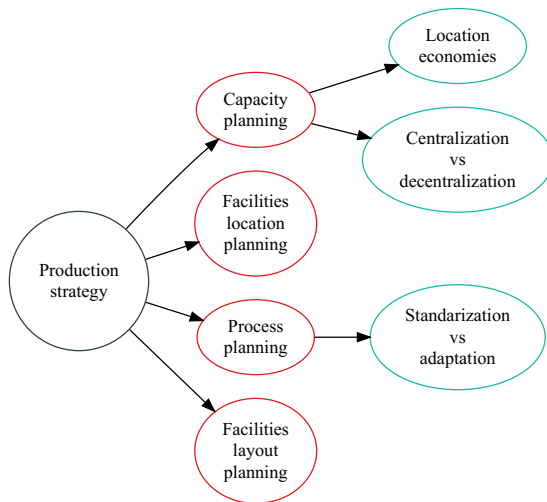 Location
economies
Capacity
planning
Centralization
vs
decentralization
Facilities
location
planning
Production
strategy
Process
planning
Standarization
vs
adaptation
Facilities
layout
planning